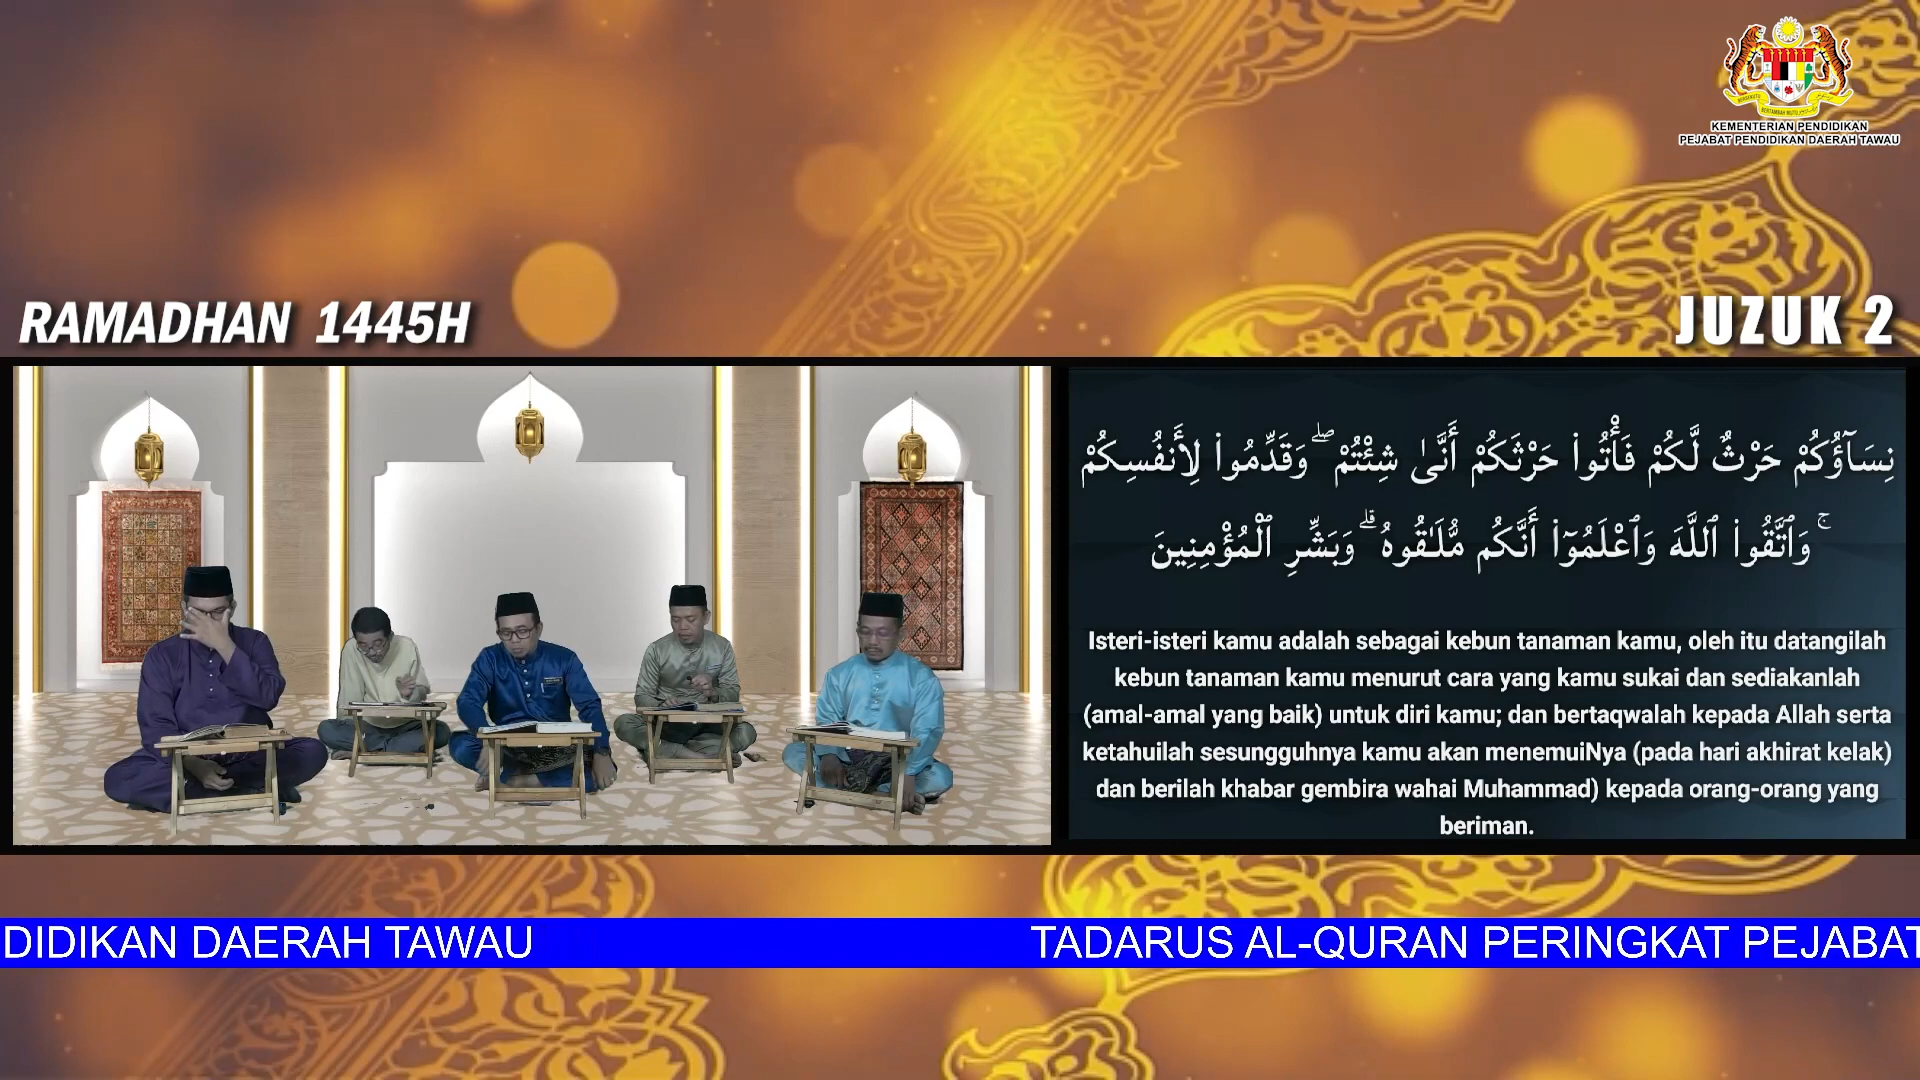 KEMENTERIAN PENDIDIKAN
PEJABAT PENDIDIKAN DAERAH TAWAU
RAMADHAN 1445H
JUZUK 2
نِسَآؤُكُمْ حَرْثٌ لَّكُمْ فَأْتُوا۟ حَرْثَكُمْ أَنَّىٰ شِئْتُمْ ۖ وَقَدِّمُوا۟ لِأَنفُسِكُمْ
ۚ وَٱتَّقُوا۟ ٱللَّهَ وَٱعْلَمُوٓا۟ أَنَّكُم مُّلَـٰقُوهُ ۗ وَبَشِّرِ ٱلْمُؤْمِنِينَ
Isteri-isteri kamu adalah sebagai kebun tanaman kamu, oleh itu datangilah
kebun tanaman kamu menurut cara yang kamu sukai dan sediakanlah
(amal-amal yang baik) untuk diri kamu; dan bertaqwalah kepada Allah serta
ketahuilah sesungguhnya kamu akan menemuiNya (pada hari akhirat kelak)
dan berilah khabar gembira wahai Muhammad) kepada orang-orang yang
beriman.
DIDIKAN DAERAH TAWAU
TADARUS AL-QURAN PERINGKAT PEJABAT